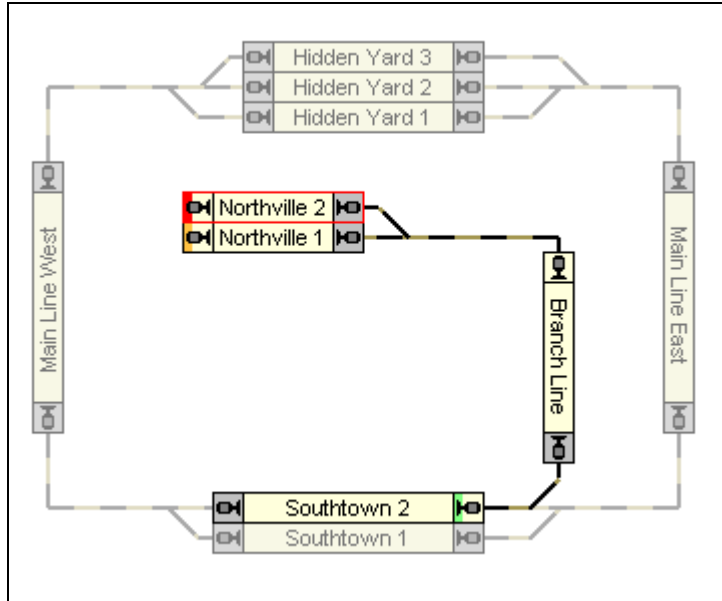 Hidden Yard 3
Hidden Yard 2
Hidden Yard 1
Northville 2
Northville 1
Main Line West
Branch Line
Main Line East
Southtown 2
Southtown 1